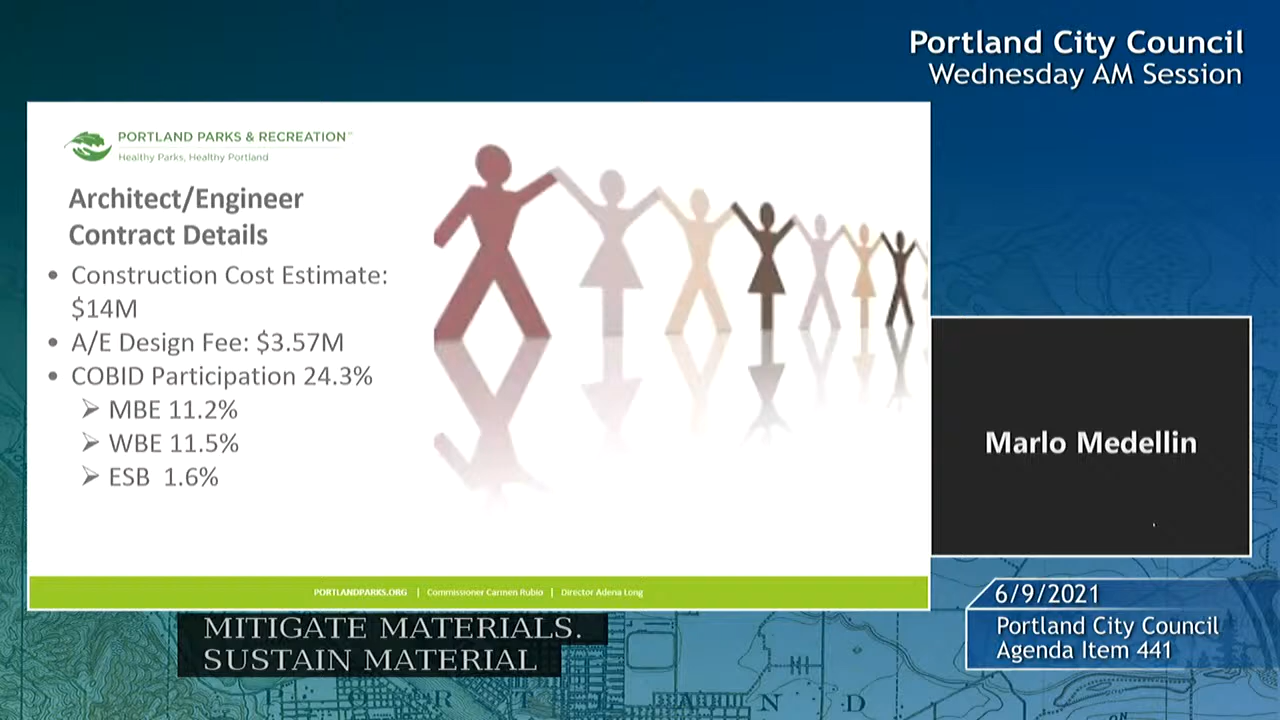 Portland City Council
Wednesday AM Session
PORTLAND PARKS & RECREATION
Healthy Parks, Healthy Portland
Architect/Engineer
Contract Details
• Construction Cost Estimate:
$14M
• A/E Design Fee: $3.57M
• COBID Participation 24.3%
➢ MBE 11.2%
➢ WBE 11.5%
➢ ESB 1.6%
Marlo Medellin
PORTLANDPARKS.ORG | Commissioner Carmen Rubio | Director Adena Long
6/9/2021
Portland City Council
Agenda Item 441
MITIGATE MATERIALS.
SUSTAIN MATERIAL